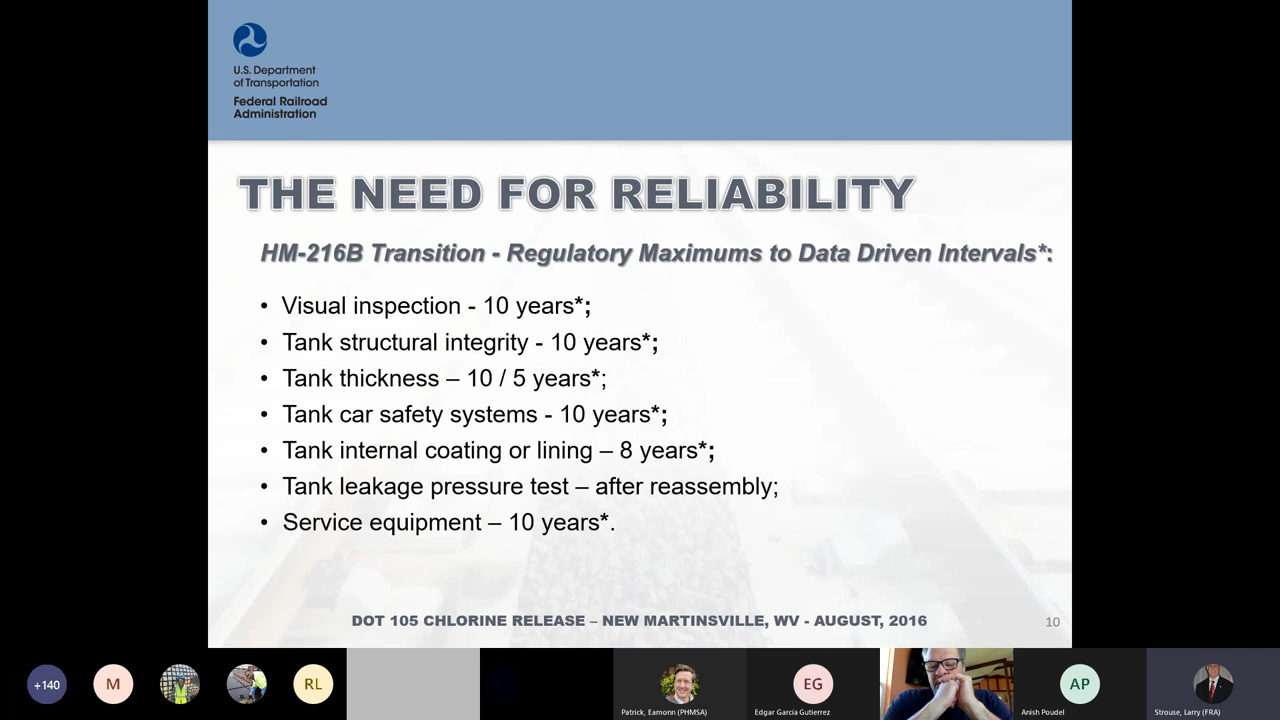 U.S. Department
of Transportation
Federal Railroad
Administration
THE NEED FOR RELIABILITY
HM-216B Transition - Regulatory Maximums to Data Driven Intervals*:
• Visual inspection - 10 years*;
• Tank structural integrity - 10 years*;
• Tank thickness – 10 / 5 years*;
• Tank car safety systems - 10 years*;
• Tank internal coating or lining – 8 years*;
• Tank leakage pressure test – after reassembly;
• Service equipment – 10 years*.
DOT 105 CHLORINE RELEASE – NEW MARTINSVILLE, WV - AUGUST, 2016
10
+140
M
RL
EG
AP
Patrick, Eamonn (PHMSA)
Edgar Garcia Gutierrez
Anish Poudel
Strouse, Larry (FRA)